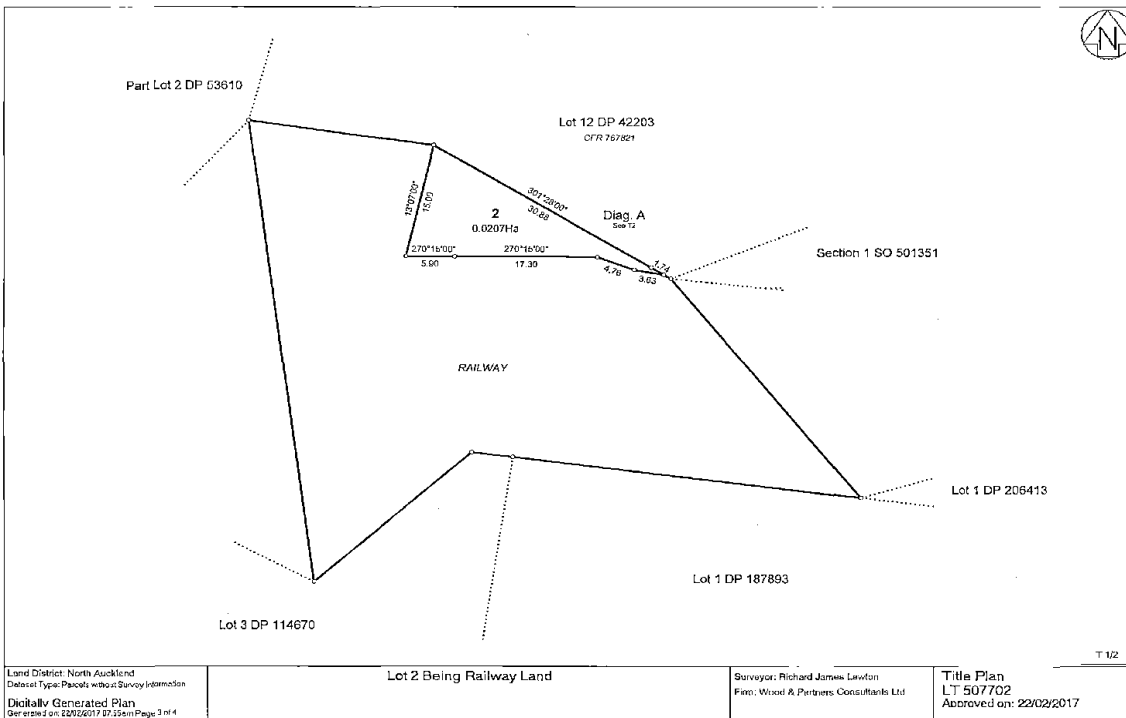 N
Part Lot 2 DP 53610
Lot 12 DP 42203
CFR 767821
301°28'00"
30.88
13°07'00"
15.00
2
0.0207Ha
Diag. A
See T2
270°15'00"
5.90
270°15'00"
17.30
4.76
3.63
1.74
Section 1 SO 501351
RAILWAY
Lot 1 DP 206413
Lot 1 DP 187893
Lot 3 DP 114670
T 1/2
Land District: North Auckland
Dataset Type: Parcels without Survey Information
Digitally Generated Plan
Generated on: 22/02/2017 07:55am Page 3 of 4
Lot 2 Being Railway Land
Surveyor: Richard James Lawton
Firm: Wood & Partners Consultants Ltd
Title Plan
LT 507702
Approved on: 22/02/2017